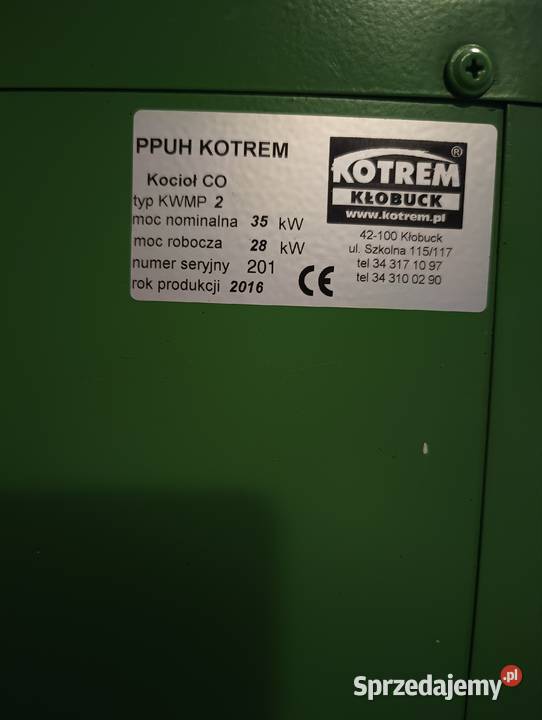 PPUH KOTREM
Kocioł CO
typ KWMP 2
moc nominalna 35 kW
moc robocza 28 kW
numer seryjny 201
rok produkcji 2016
CE
KOTREM®
KŁOBUCK
www.kotrem.pl
42-100 Kłobuck
ul. Szkolna 115/117
tel 34 317 10 97
tel 34 310 02 90
Sprzedajemy.pl